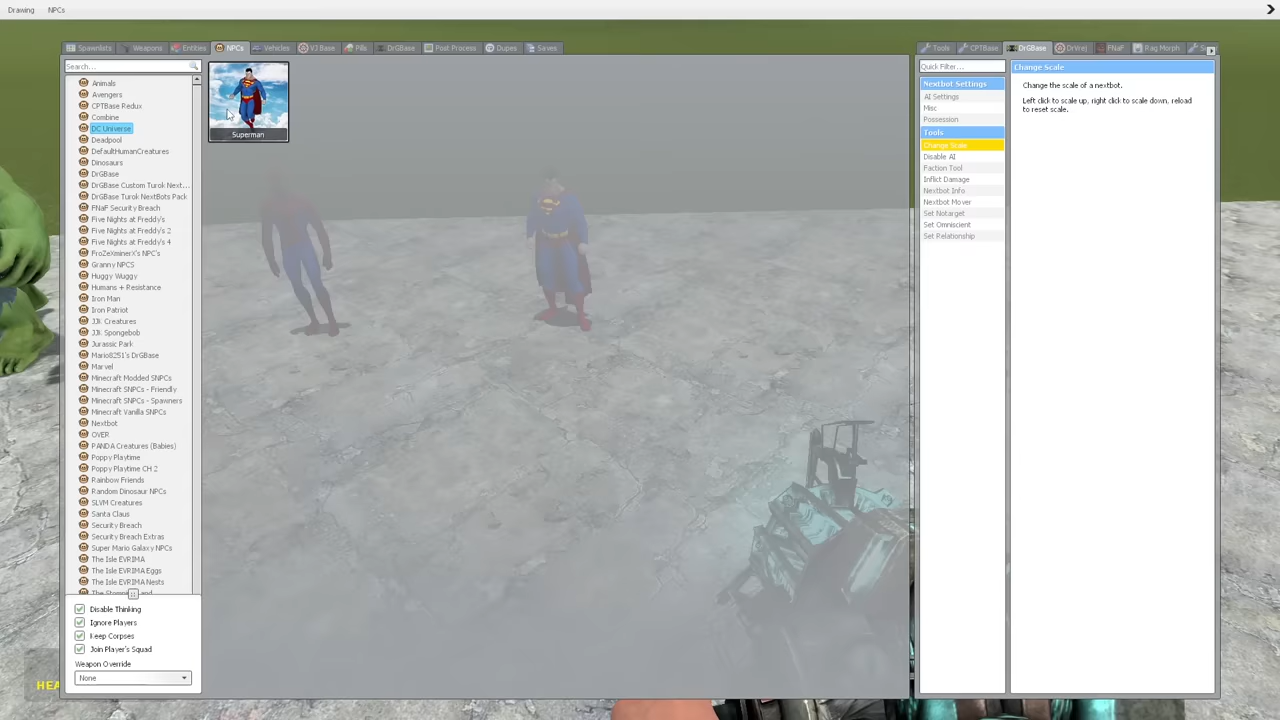 Drawing NPCs
Spawnlists Weapons Entities NPCs Vehicles VJ Base Pills DrGBase Post Process Dupes Saves
Search...
Animals
Avengers
CPTBase Redux
Combine
DC Universe
Deadpool
DeFaultHumanCreatures
Dinosaurs
DrGBase
DrGBase Custom Turok Next...
DrGBase Turok NextBots Pack
FNaF Security Breach
Five Nights at Freddy's
Five Nights at Freddy's 2
Five Nights at Freddy's 4
FroZeXminerX's NPC's
Granny NPCS
Huggy Wuggy
Humans + Resistance
Iron Man
Iron Patriot
JJK Creatures
JJK Spongebob
Jurassic Park
Mario8251's DrGBase
Marvel
Minecraft Modded SNPCs
Minecraft SNPCs - Friendly
Minecraft SNPCs - Spawners
Minecraft Vanilla SNPCs
Nextbot
OVER
PANDA Creatures (Babies)
Poppy Playtime
Poppy Playtime CH 2
Rainbow Friends
Random Dinosaur NPCs
SLVM Creatures
Santa Claus
Security Breach
Security Breach Extras
Super Mario Galaxy NPCs
The Isle EVRIMA
The Isle EVRIMA Eggs
The Isle EVRIMA Nests
Disable Thinking
Ignore Players
Keep Corpses
Join Player's Squad
Weapon Override
None
HEA
Superman
Tools CPTBase DrGBase DrVrej FNaF Rag Morph
Quick Filter...
Nextbot Settings
AI Settings
Misc
Possession
Tools
Change Scale
Disable AI
Faction Tool
Inflict Damage
Nextbot Info
Nextbot Mover
Set Notarget
Set Omniscient
Set Relationship
Change Scale
Change the scale of a nextbot.
Left click to scale up, right click to scale down, reload
to reset scale.